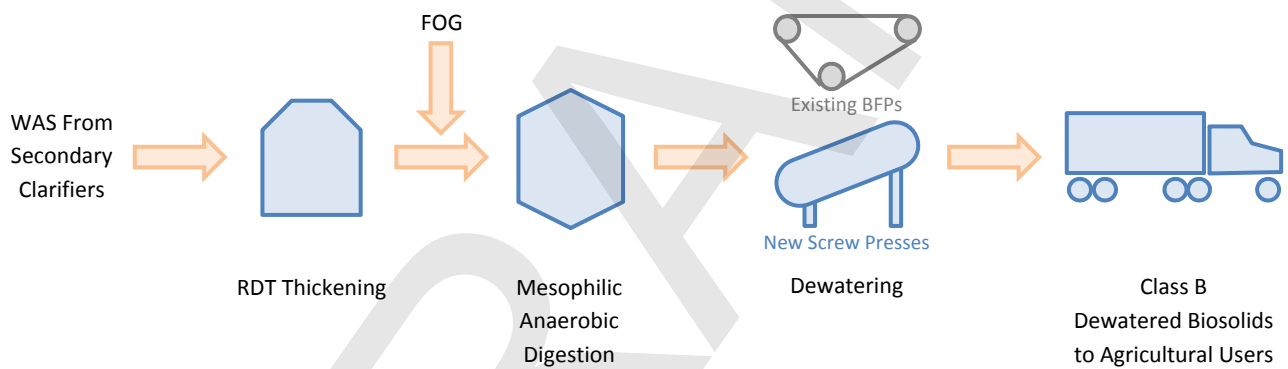 FOG
WAS From
Secondary
Clarifiers
Existing BFPs
New Screw Presses
RDT Thickening
Mesophilic
Anaerobic
Digestion
Dewatering
Class B
Dewatered Biosolids
to Agricultural Users